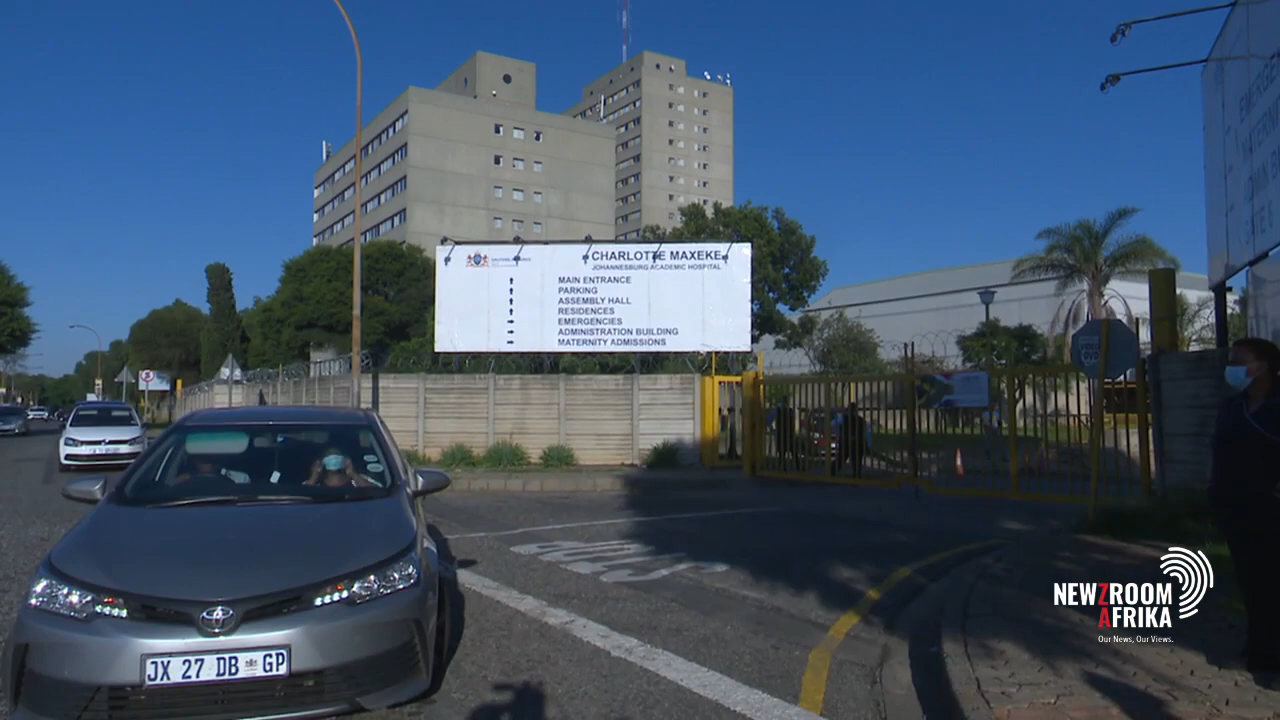 CHARLOTTE MAXEKE
JOHANNESBURG ACADEMIC HOSPITAL
MAIN ENTRANCE
PARKING
ASSEMBLY HALL
RESIDENCES
EMERGENCIES
ADMINISTRATION BUILDING
MATERNITY ADMISSIONS
JX 27 DB GP
NEWZROOM
AFRIKA
Our News, Our Views.